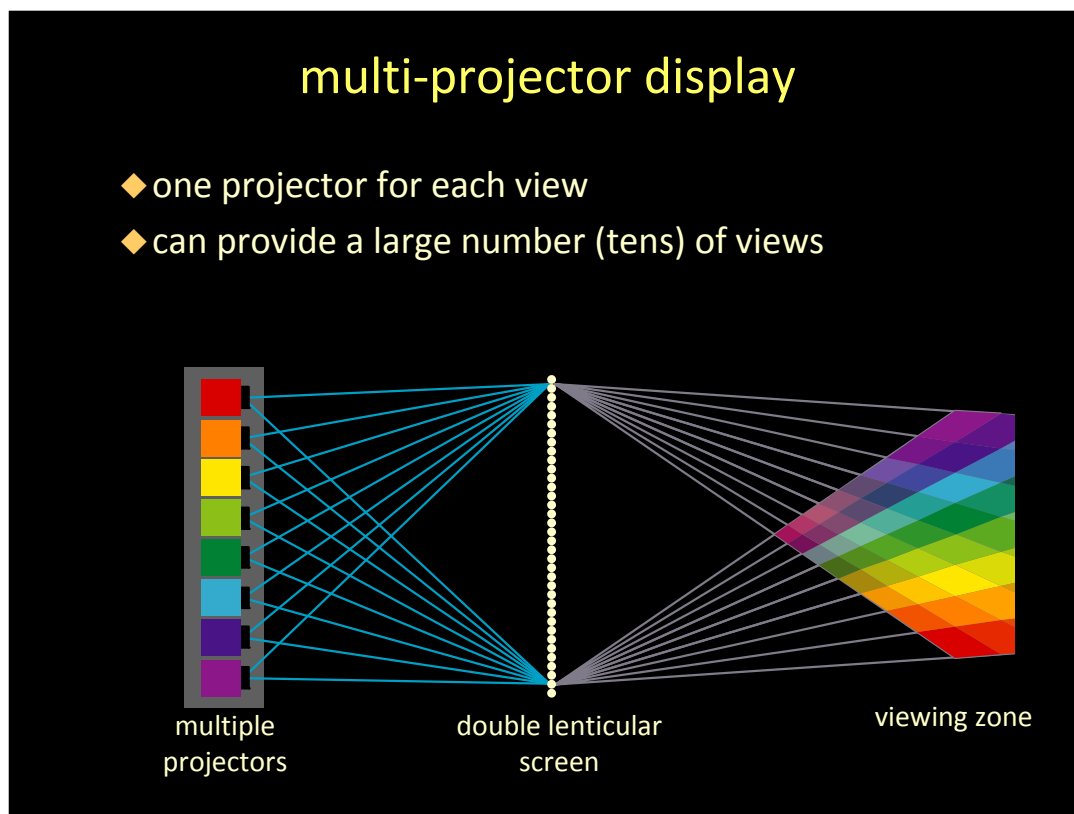 multi-projector display
one projector for each view
can provide a large number (tens) of views
multiple
projectors
double lenticular
screen
viewing zone